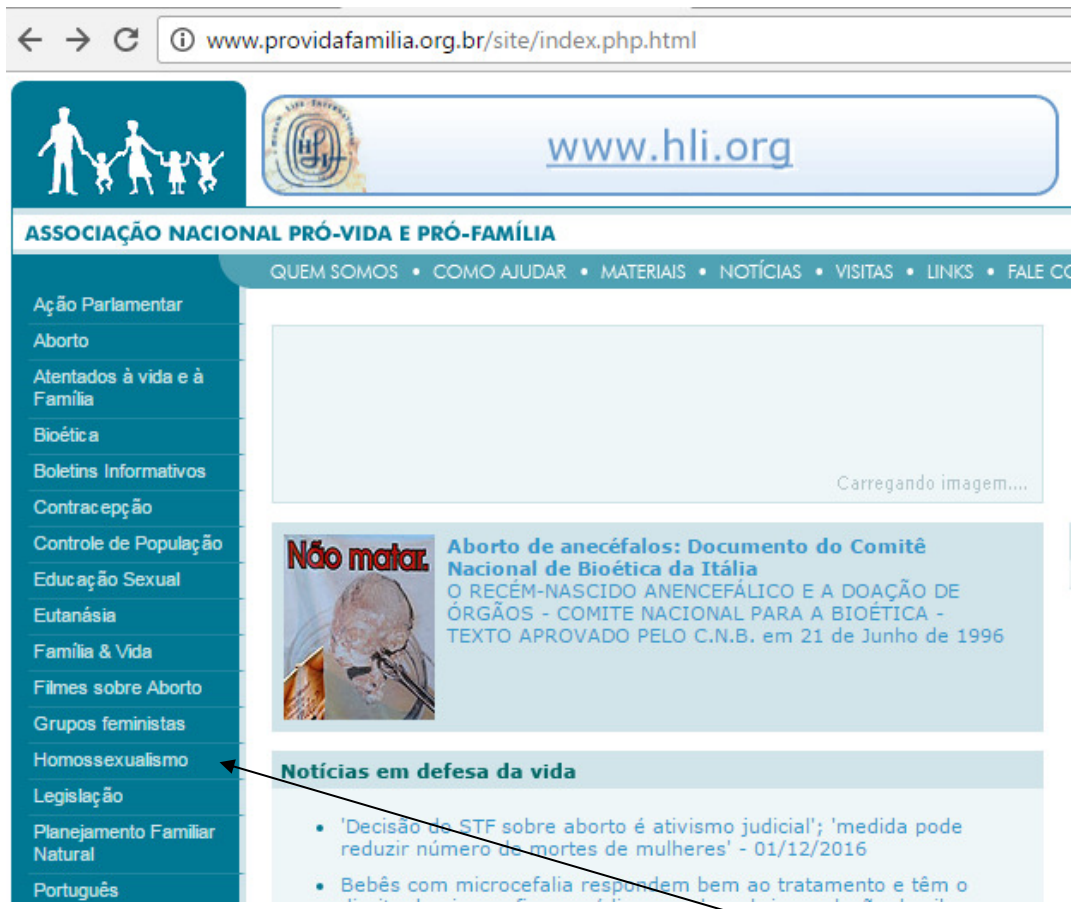 www.providafamilia.org.br/site/index.php.html
www.hli.org
ASSOCIAÇÃO NACIONAL PRÓ-VIDA E PRÓ-FAMÍLIA
QUEM SOMOS • COMO AJUDAR • MATERIAIS • NOTÍCIAS • VISITAS • LINKS • FALE CO
Ação Parlamentar
Aborto
Atentados à vida e à
Família
Bioética
Boletins Informativos
Contracepção
Controle de População
Educação Sexual
Eutanásia
Família & Vida
Filmes sobre Aborto
Grupos feministas
Homossexualismo
Legislação
Planejamento Familiar
Natural
Português
Carregando imagem....
Não matar.
Aborto de anecéfalos: Documento do Comitê
Nacional de Bioética da Itália
O RECÉM-NASCIDO ANENCEFÁLICO E A DOAÇÃO DE
ÓRGÃOS - COMITE NACIONAL PARA A BIOÉTICA -
TEXTO APROVADO PELO C.N.B. em 21 de Junho de 1996
Notícias em defesa da vida
• 'Decisão do STF sobre aborto é ativismo judicial'; 'medida pode
reduzir número de mortes de mulheres' - 01/12/2016
• Bebês com microcefalia respondem bem ao tratamento e têm o